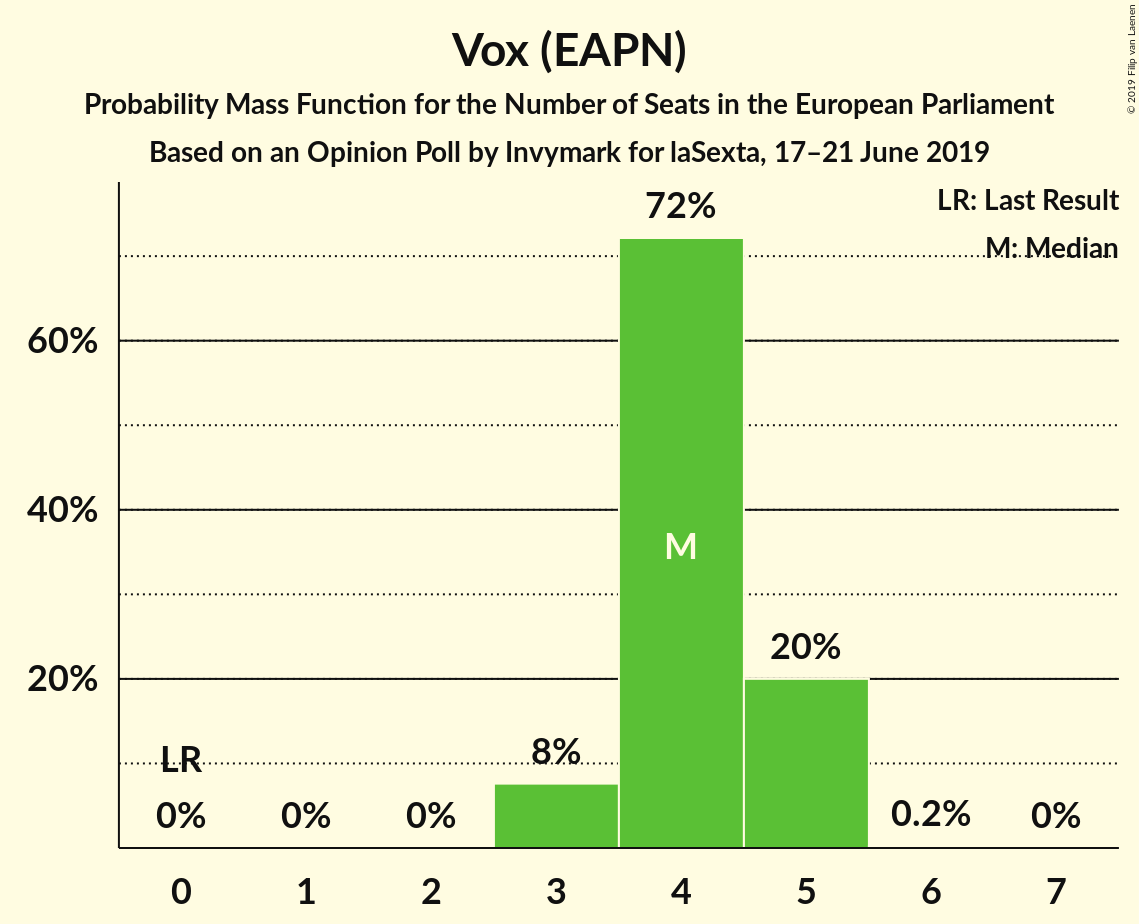 Vox (EAPN)
Probability Mass Function for the Number of Seats in the European Parliament
Based on an Opinion Poll by Invymark for laSexta, 17–21 June 2019
© 2019 Filip van Laenen
LR: Last Result
M: Median
72%
60%
40%
M
20%
20%
8%
LR
0%
0%
0%
0.2%
0%
0 1 2 3 4 5 6 7